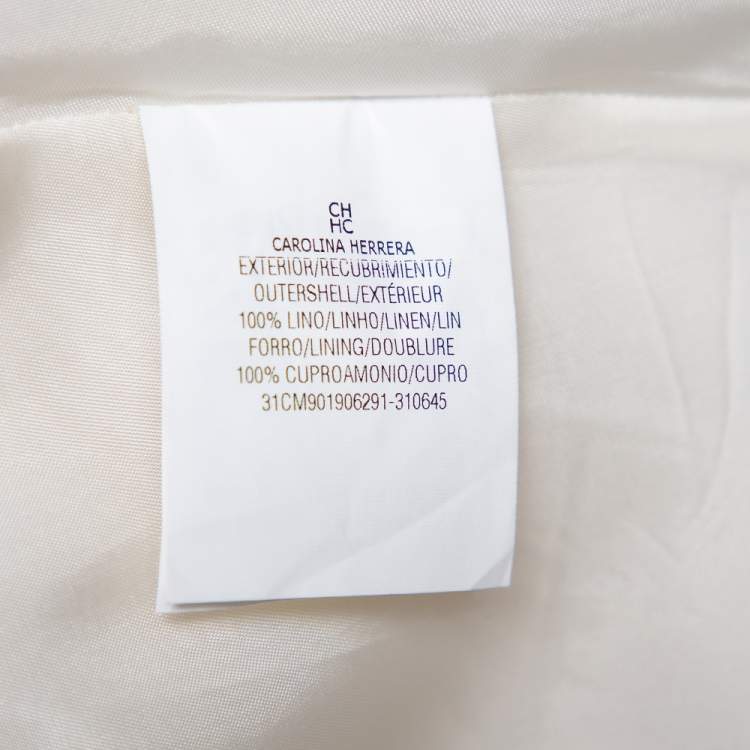 CH
HC
CAROLINA HERRERA
EXTERIOR/RECUBRIMIENTO/
OUTERSHELL/EXTÉRIEUR
100% LINO/LINHO/LINEN/LIN
FORRO/LINING/DOUBLURE
100% CUPROAMONIO/CUPRO
31CM901906291-310645